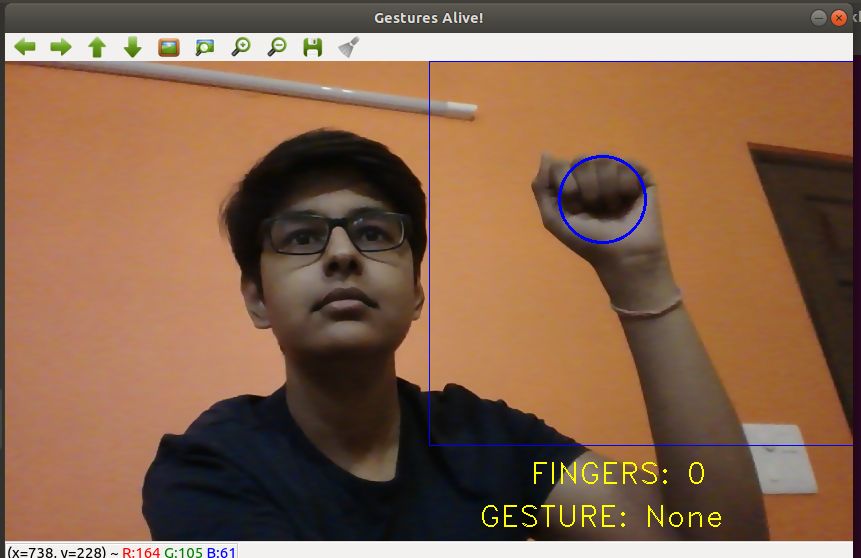 Gestures Alive!
FINGERS: 0
GESTURE: None
(x=738, y=228) ~ R:164 G:105 B:61